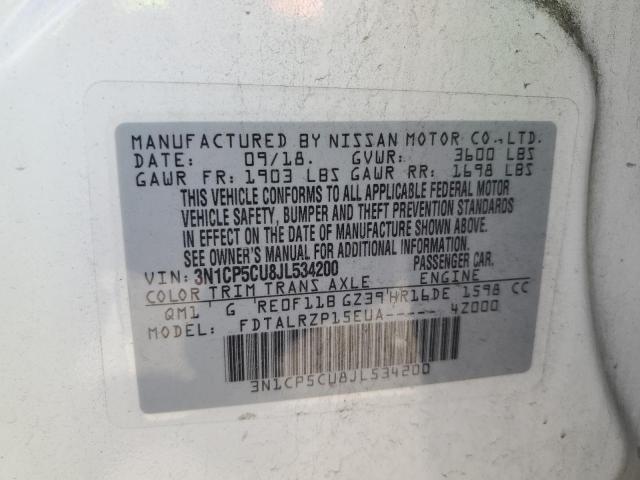 MANUFACTURED BY NISSAN MOTOR CO.,LTD.
DATE: 09/18. GVWR: 3600 LBS
GAWR FR: 1903 LBS GAWR RR: 1698 LBS
THIS VEHICLE CONFORMS TO ALL APPLICABLE FEDERAL MOTOR
VEHICLE SAFETY, BUMPER AND THEFT PREVENTION STANDARDS
IN EFFECT ON THE DATE OF MANUFACTURE SHOWN ABOVE.
SEE OWNER'S MANUAL FOR ADDITIONAL INFORMATION.
VIN: 3N1CP5CU8JL534200 PASSENGER CAR.
COLOR TRIM TRANS AXLE ENGINE
QM1 G RE0F11B GZ39 HR16DE 1598 CC
MODEL: FDTALRZP15EUA----- 4Z000
3N1CP5CU8JL534200